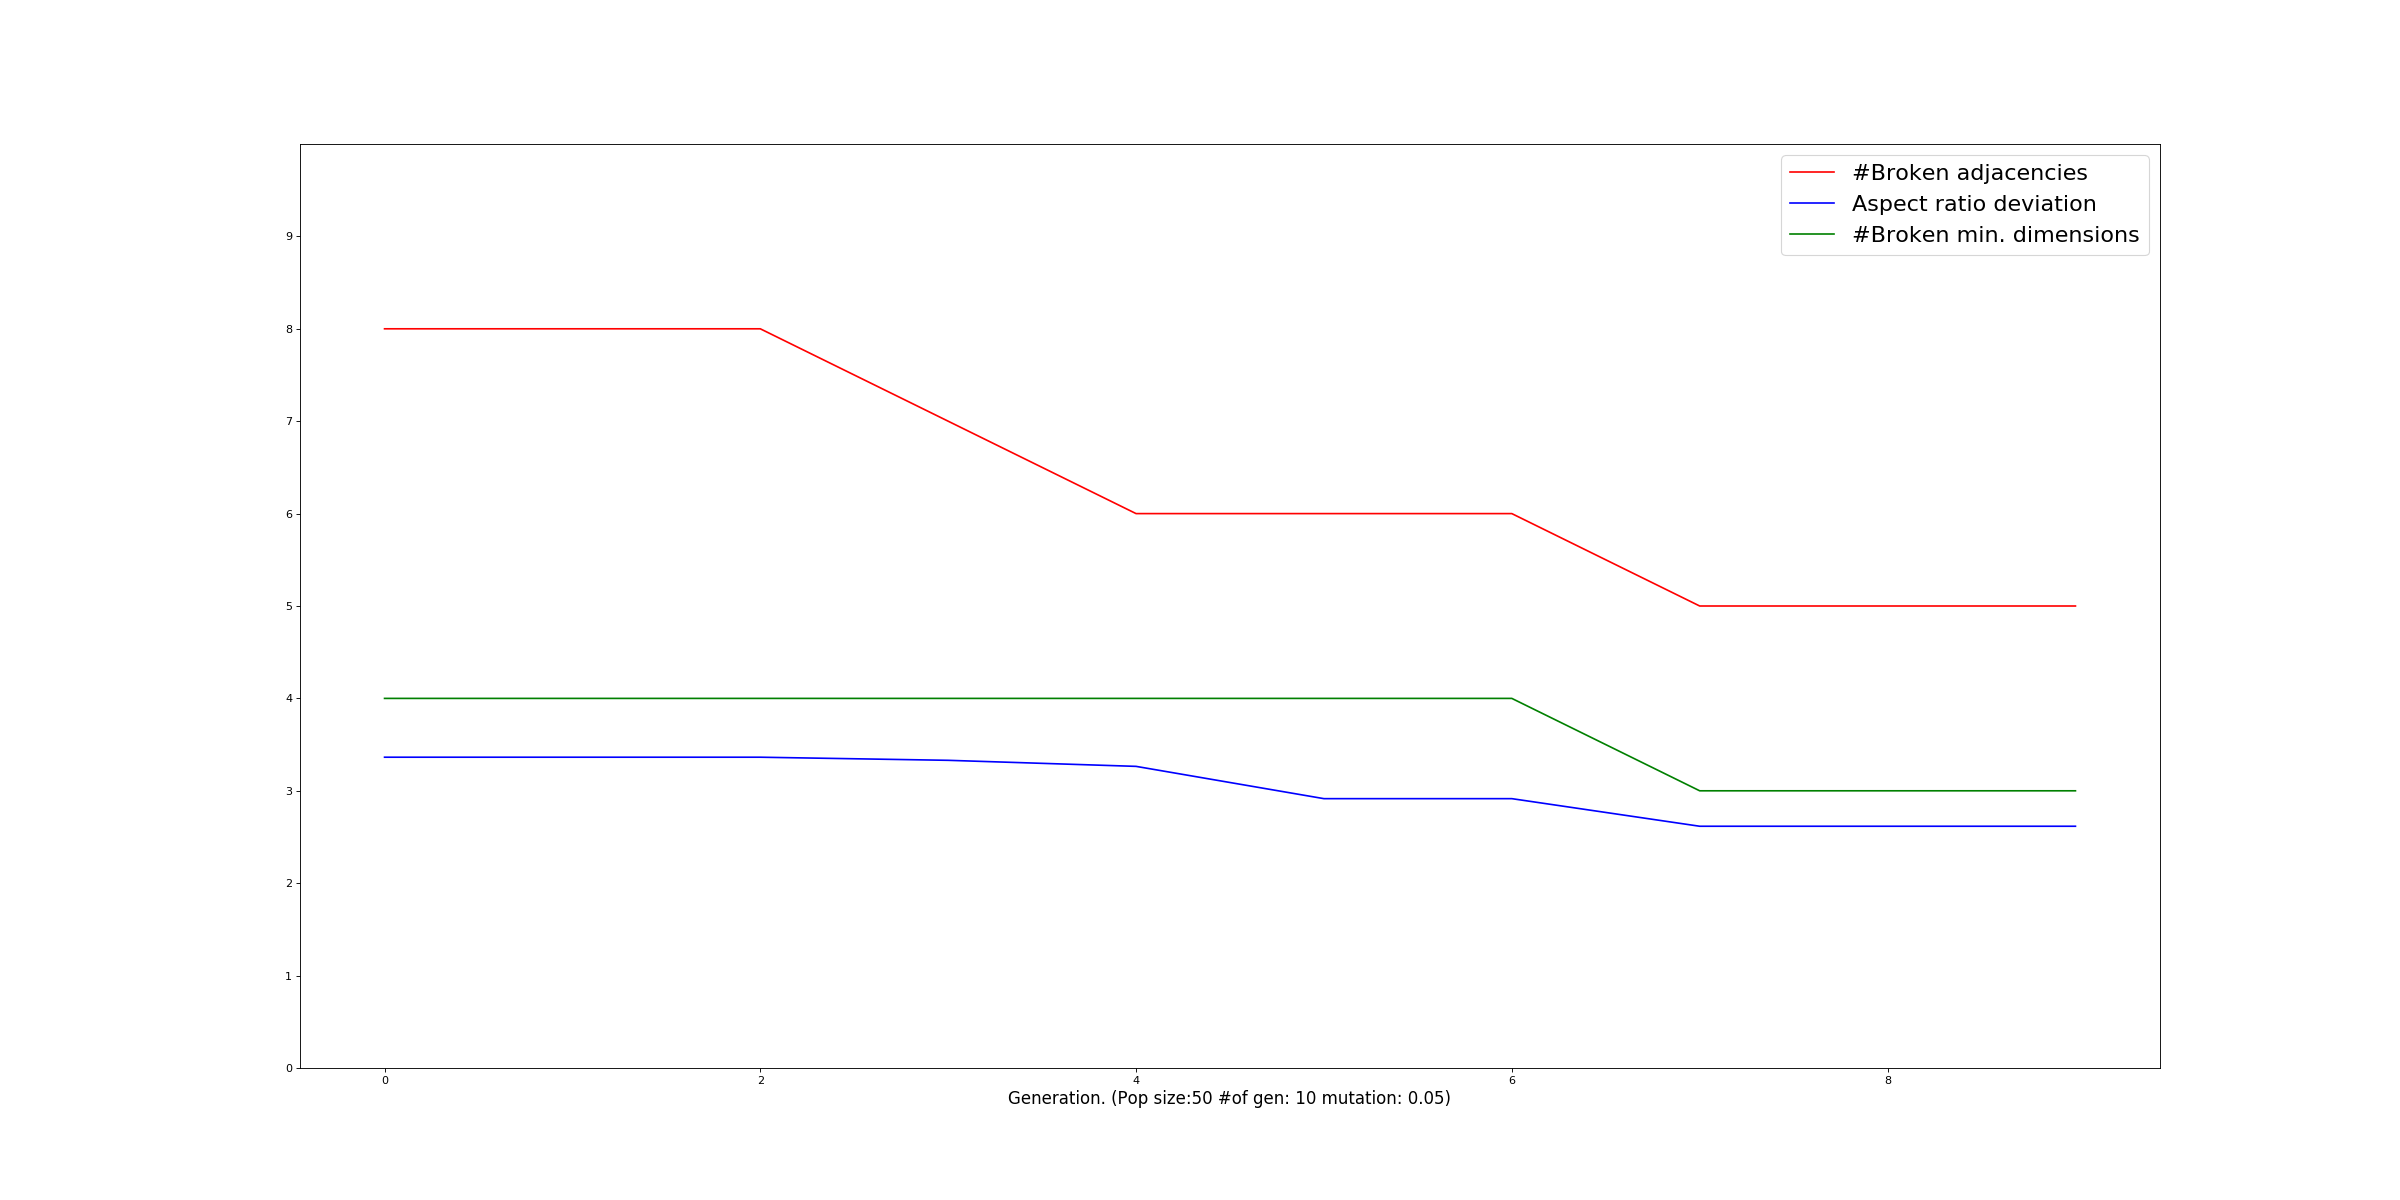 #Broken adjacencies
Aspect ratio deviation
#Broken min. dimensions
9
8
7
6
5
4
3
2
1
0
0 2 4 6 8
Generation. (Pop size:50 #of gen: 10 mutation: 0.05)